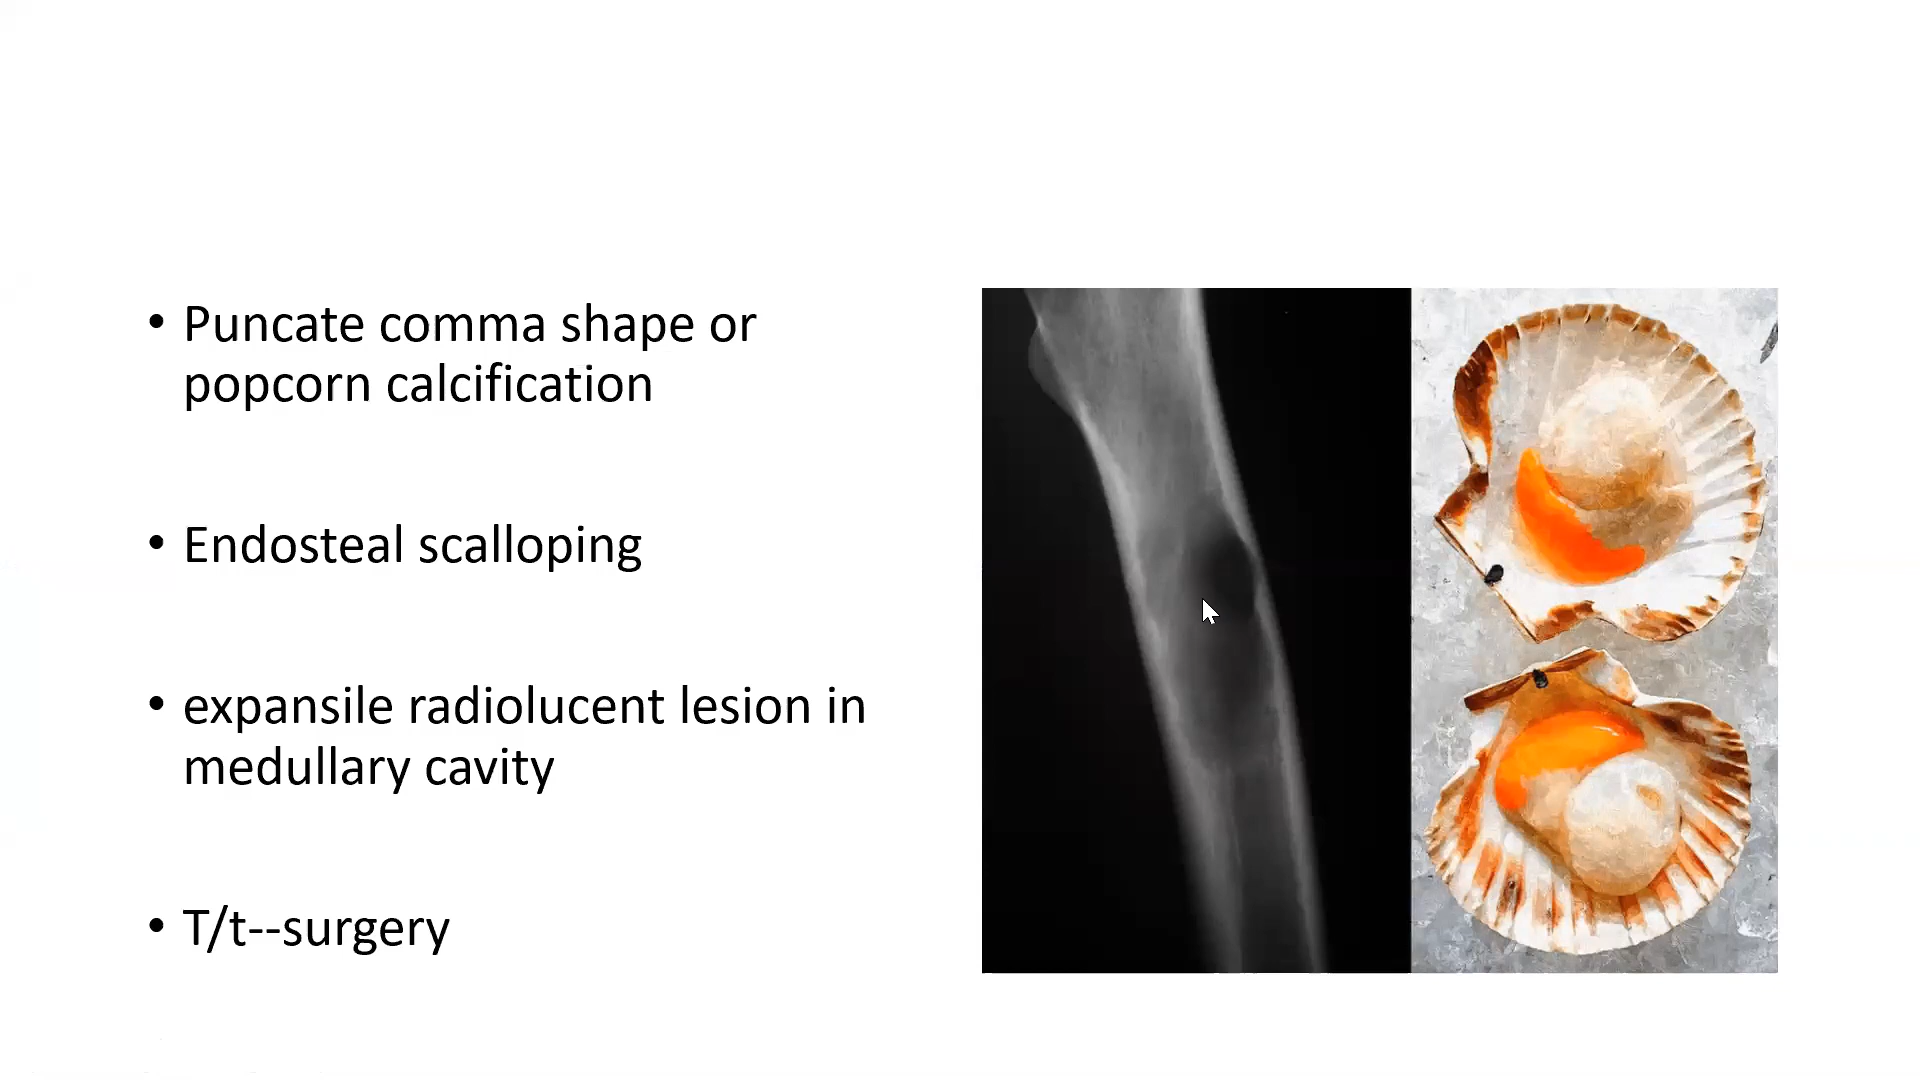 • Puncate comma shape or
popcorn calcification
• Endosteal scalloping
• expansile radiolucent lesion in
medullary cavity
• T/t--surgery